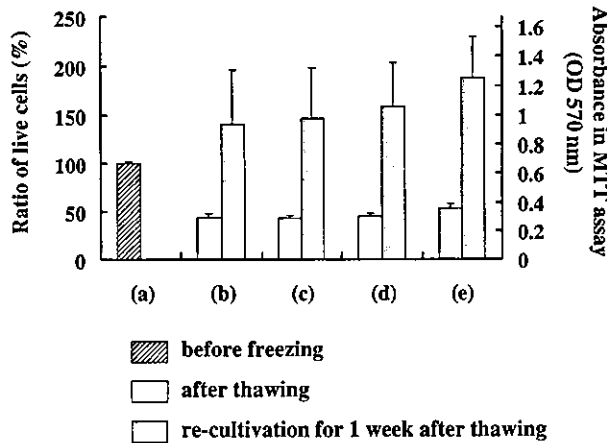 Ratio of live cells (%)
250
200
150
100
50
0
1.6
1.4
1.2
1
0.8
0.6
0.4
0.2
0
Absorbance in MTT assay
(OD 570 nm)
(a)
(b)
(c)
(d)
(e)
before freezing
after thawing
re-cultivation for 1 week after thawing